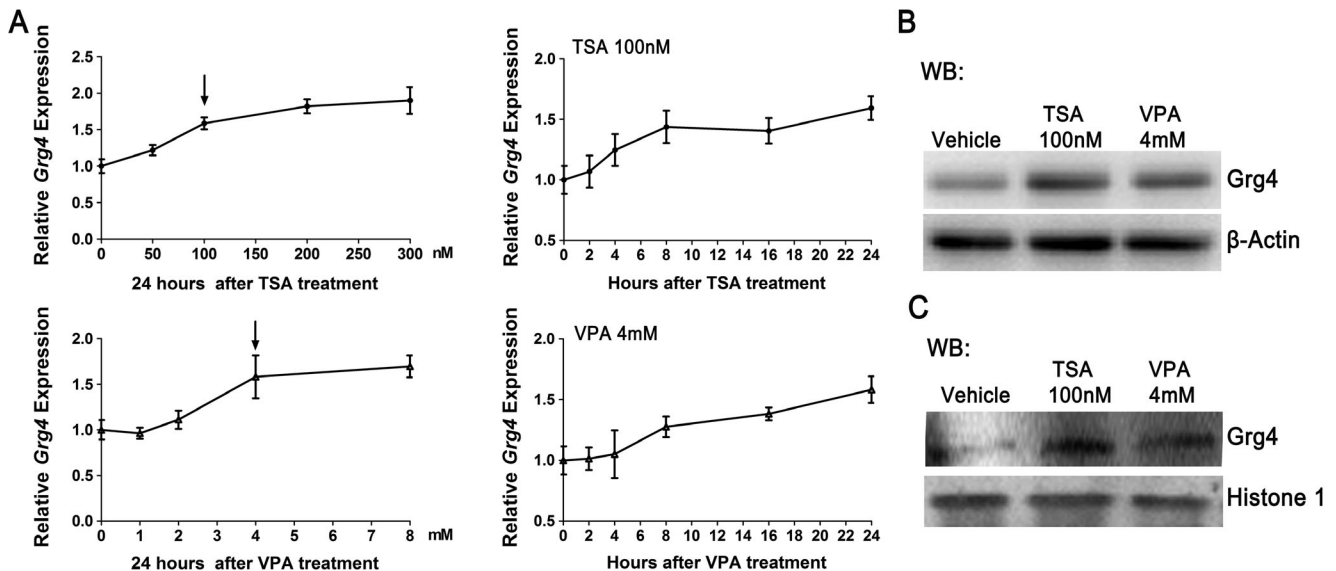 A
Relative Grg4 Expression
2.5
2.0
1.5
1.0
0.5
0.0
0 50 100 150 200 250 300 nM
24 hours after TSA treatment
TSA 100nM
Relative Grg4 Expression
2.0
1.5
1.0
0.5
0 2 4 6 8 10 12 14 16 18 20 22 24
Hours after TSA treatment
Relative Grg4 Expression
2.0
1.5
1.0
0.5
0.0
0 1 2 3 4 5 6 7 8 mM
24 hours after VPA treatment
VPA 4mM
Relative Grg4 Expression
2.0
1.5
1.0
0.5
0 2 4 6 8 10 12 14 16 18 20 22 24
Hours after VPA treatment
B
WB:
Vehicle
TSA
100nM
VPA
4mM
Grg4
β-Actin
C
WB:
Vehicle
TSA
100nM
VPA
4mM
Grg4
Histone 1